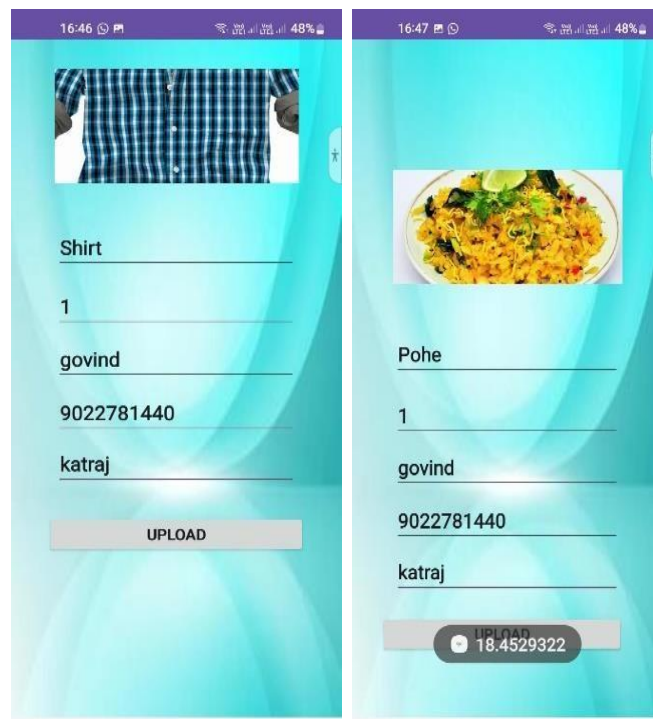 16:46 48%
Shirt
1
govind
9022781440
katraj
UPLOAD
16:47 48%
Pohe
1
govind
9022781440
katraj
UPLOAD
18.4529322